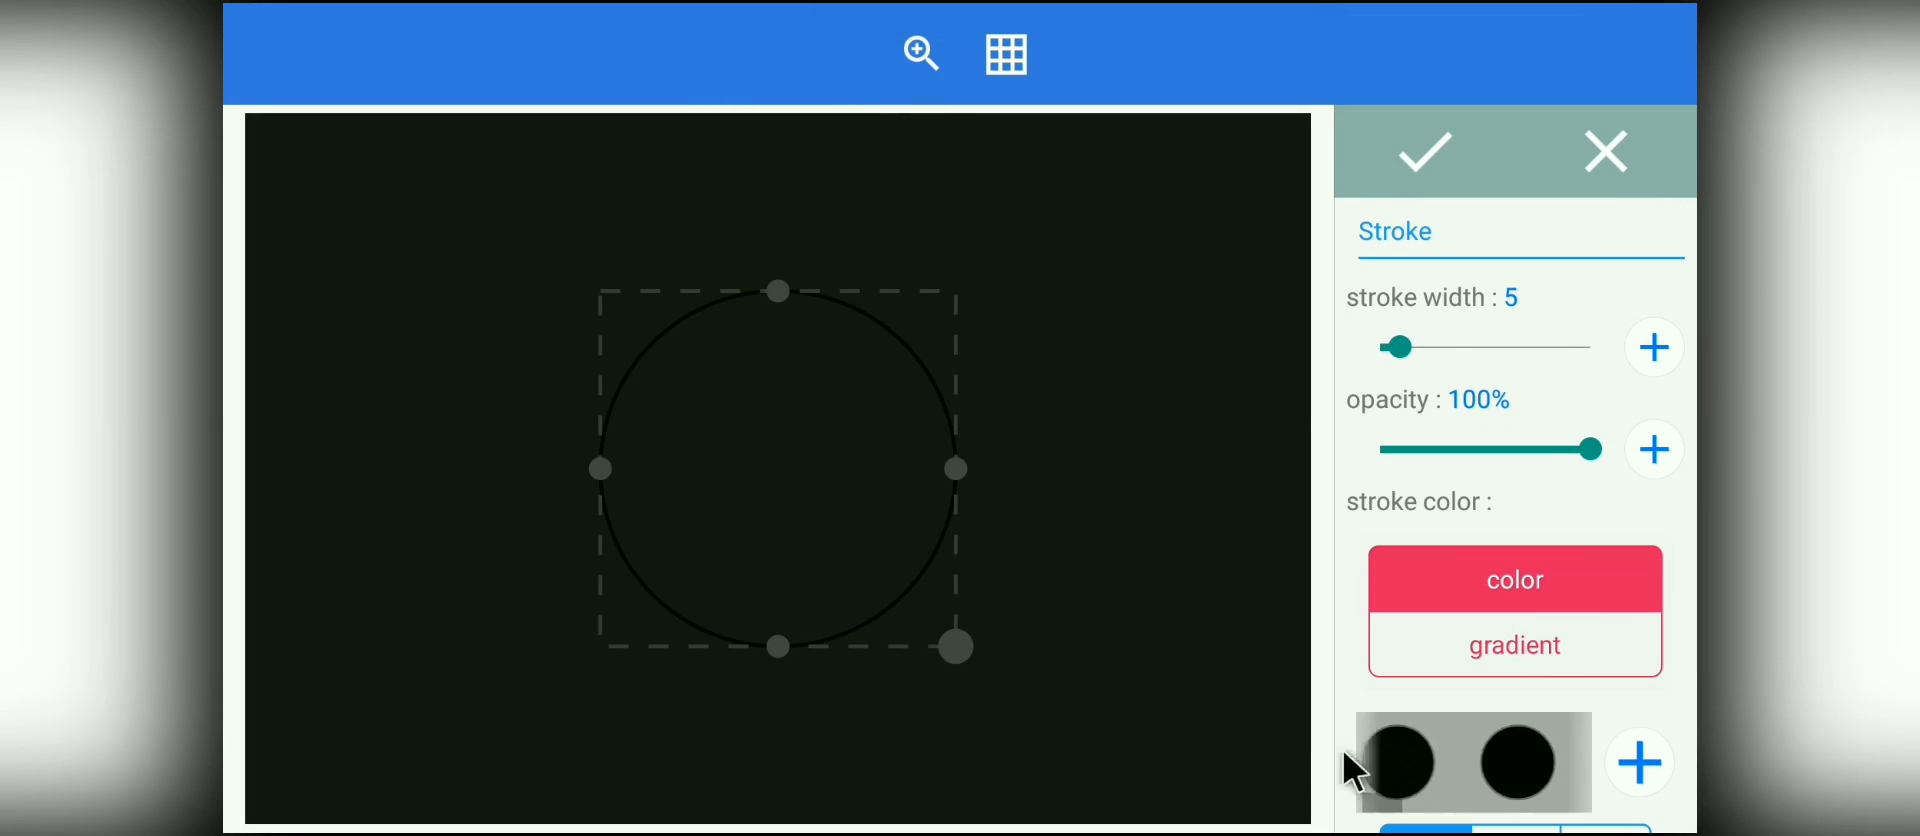 Stroke
stroke width : 5
opacity : 100%
stroke color :
color
gradient